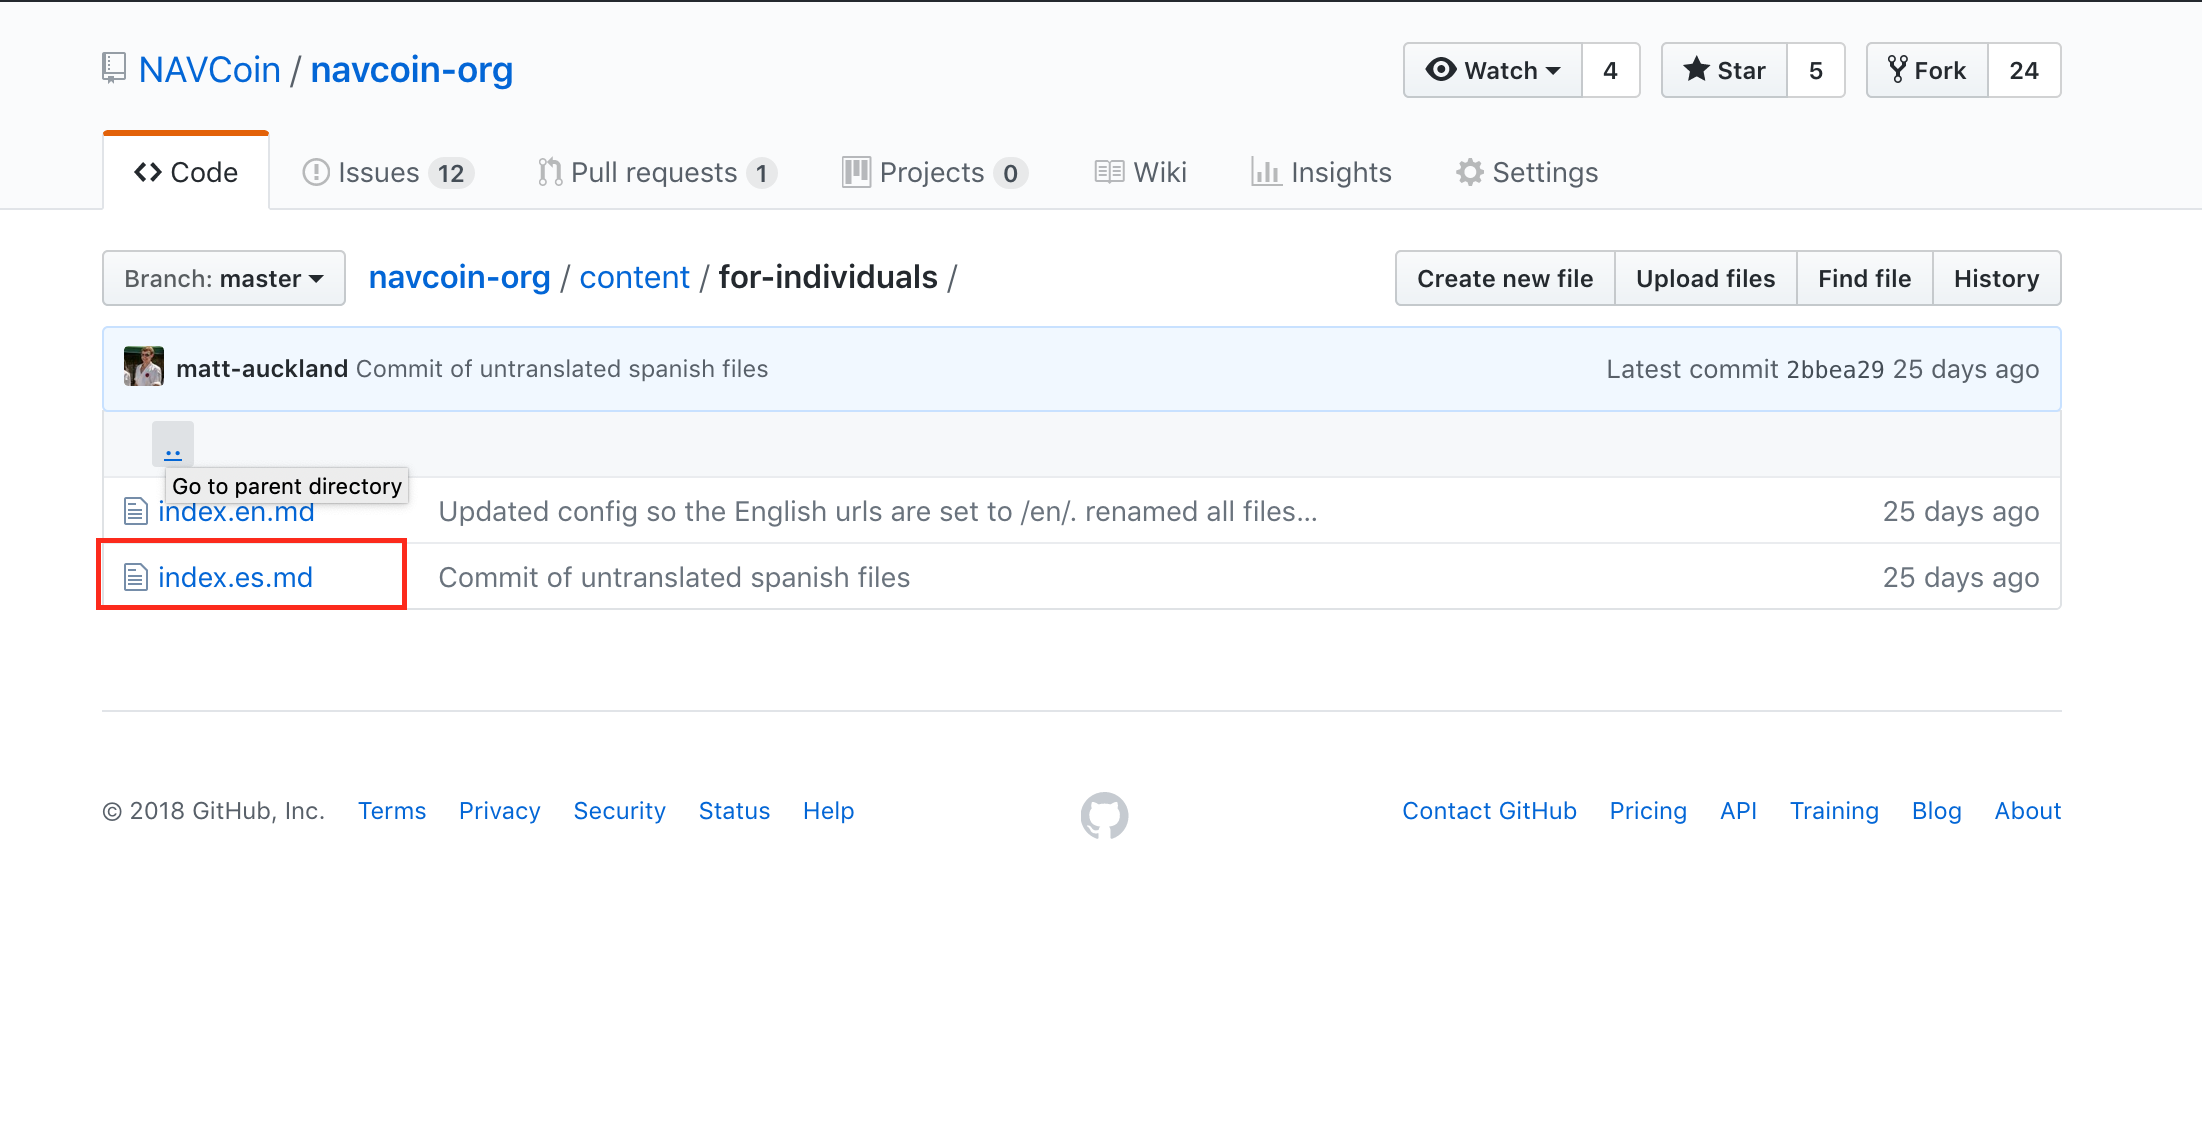 NAVCoin / navcoin-org
Watch 4 Star 5 Fork 24
Code Issues 12 Pull requests 1 Projects 0 Wiki Insights Settings
Branch: master navcoin-org / content / for-individuals / Create new file Upload files Find file History
matt-auckland Commit of untranslated spanish files Latest commit 2bbea29 25 days ago
..
Go to parent directory
index.en.md Updated config so the English urls are set to /en/. renamed all files... 25 days ago
index.es.md Commit of untranslated spanish files 25 days ago
© 2018 GitHub, Inc. Terms Privacy Security Status Help Contact GitHub Pricing API Training Blog About